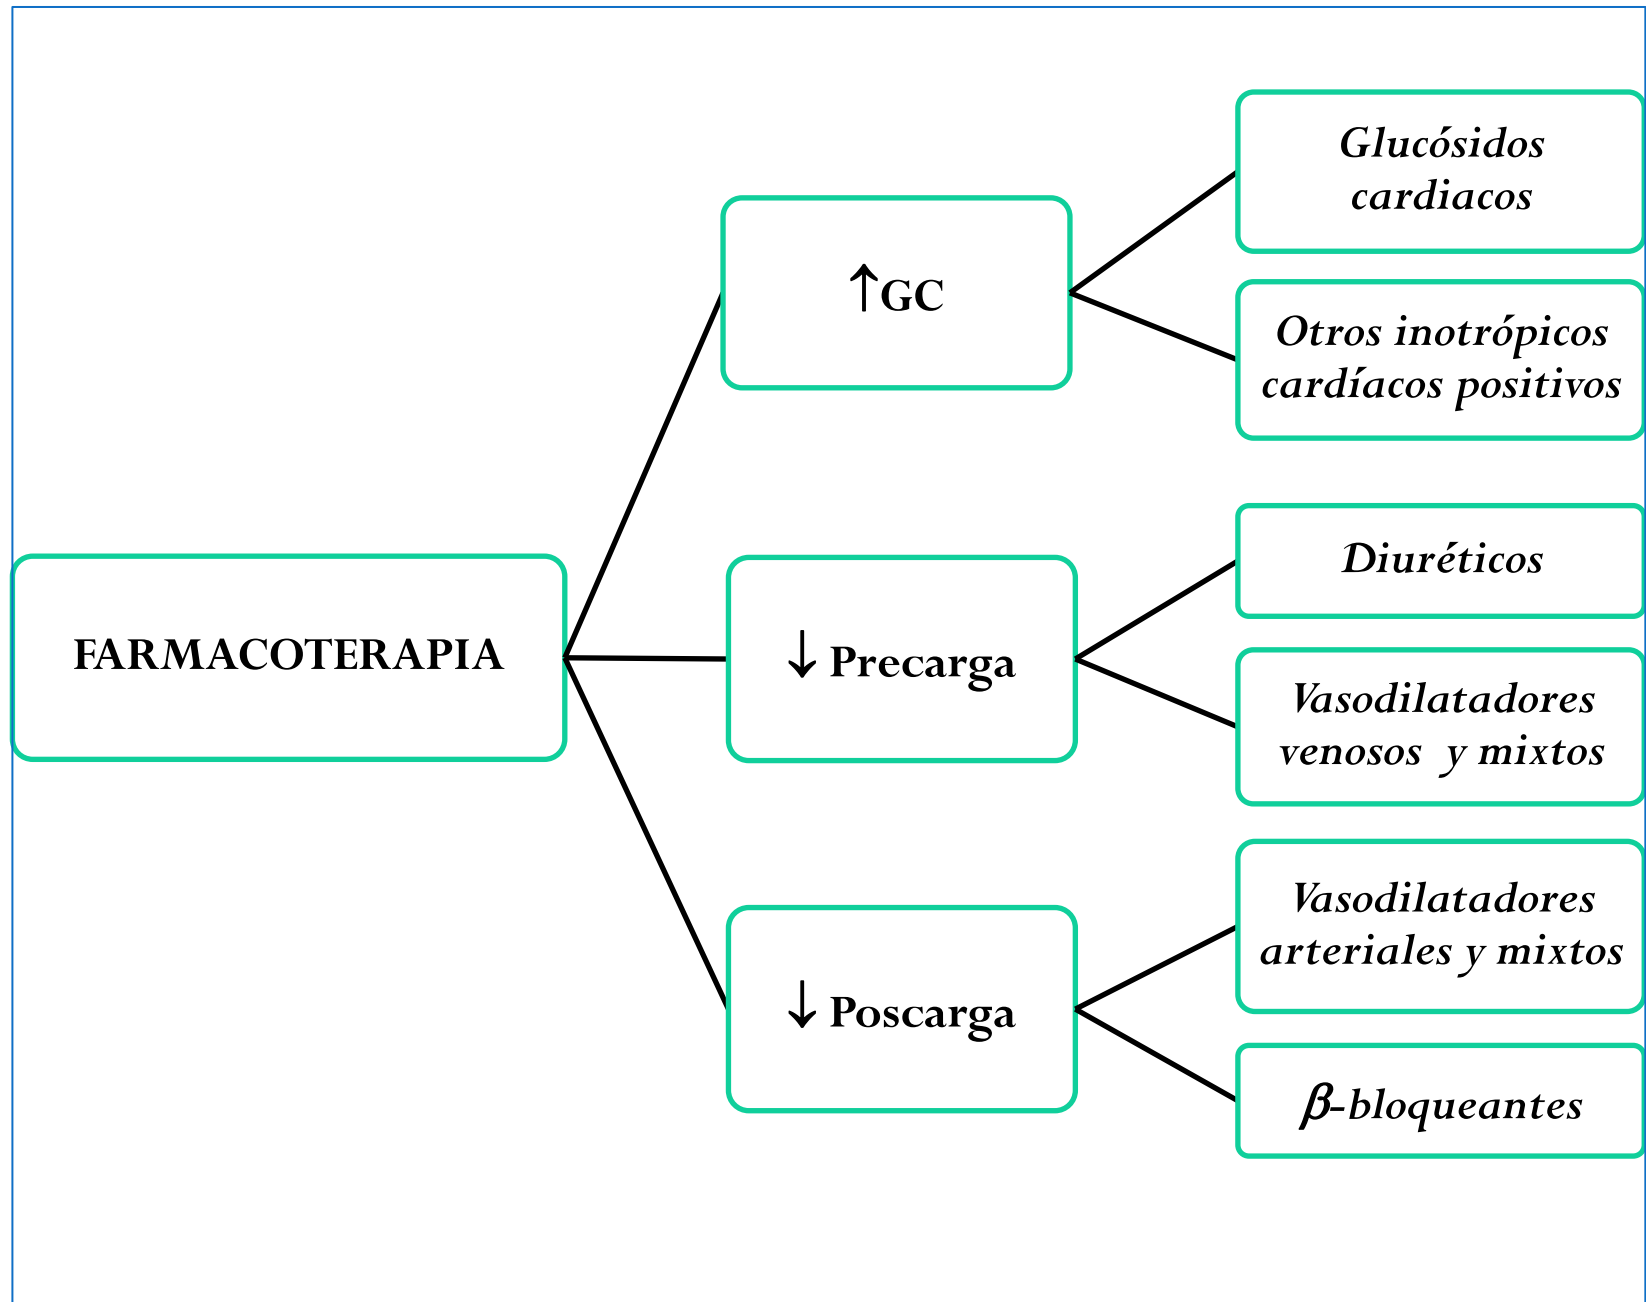 FARMACOTERAPIA
↑GC
Glucósidos
cardiacos
Otros inotrópicos
cardíacos positivos
↓ Precarga
Diuréticos
Vasodilatadores
venosos y mixtos
↓ Poscarga
Vasodilatadores
arteriales y mixtos
β-bloqueantes